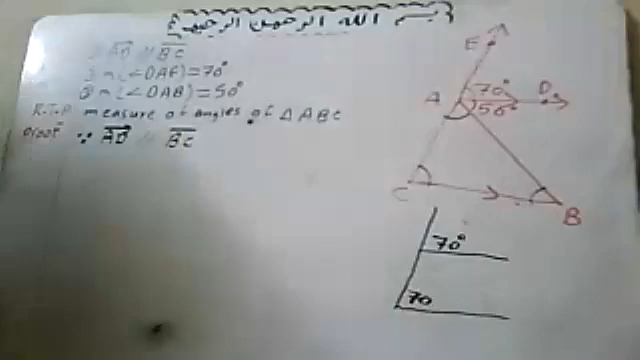 بسم الله الرحمن الرحيم
AD // BC
m(∠DAE)=70°
m(∠DAB)=50°
R.T.P measure of angles of △ABC
Proof ∵ AD // BC
E
70°
D
A
50°
C
B
70°
70